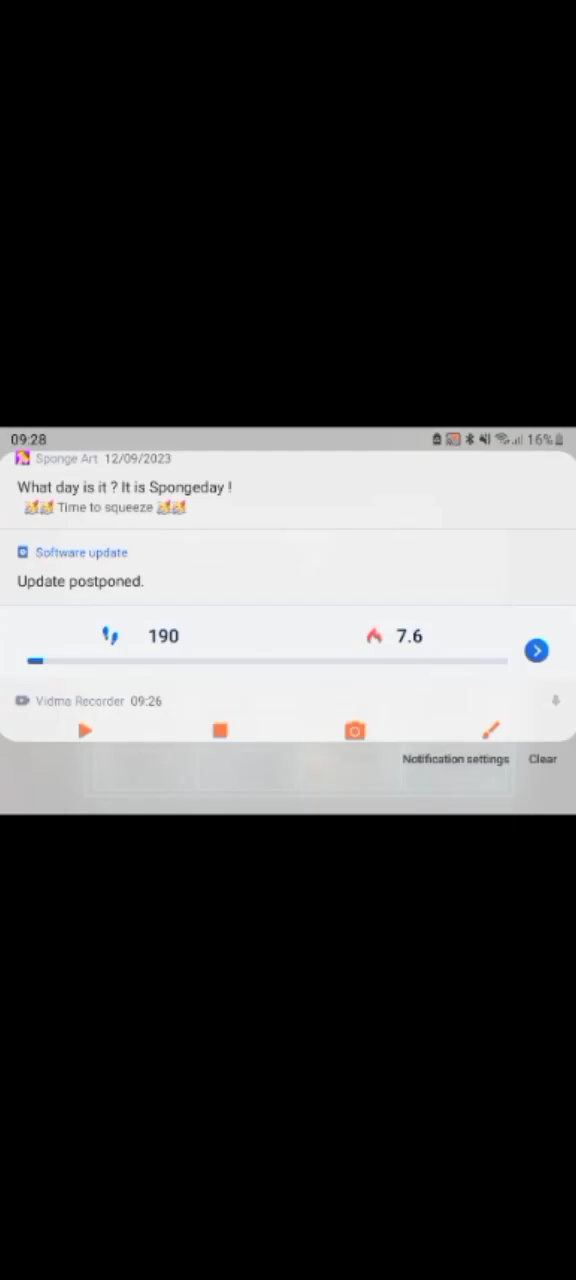 09:28
16%
Sponge Art 12/09/2023
What day is it ? It is Spongeday !
🥳🥳 Time to squeeze 🥳🥳
Software update
Update postponed.
190
7.6
Vidma Recorder 09:26
Notification settings Clear